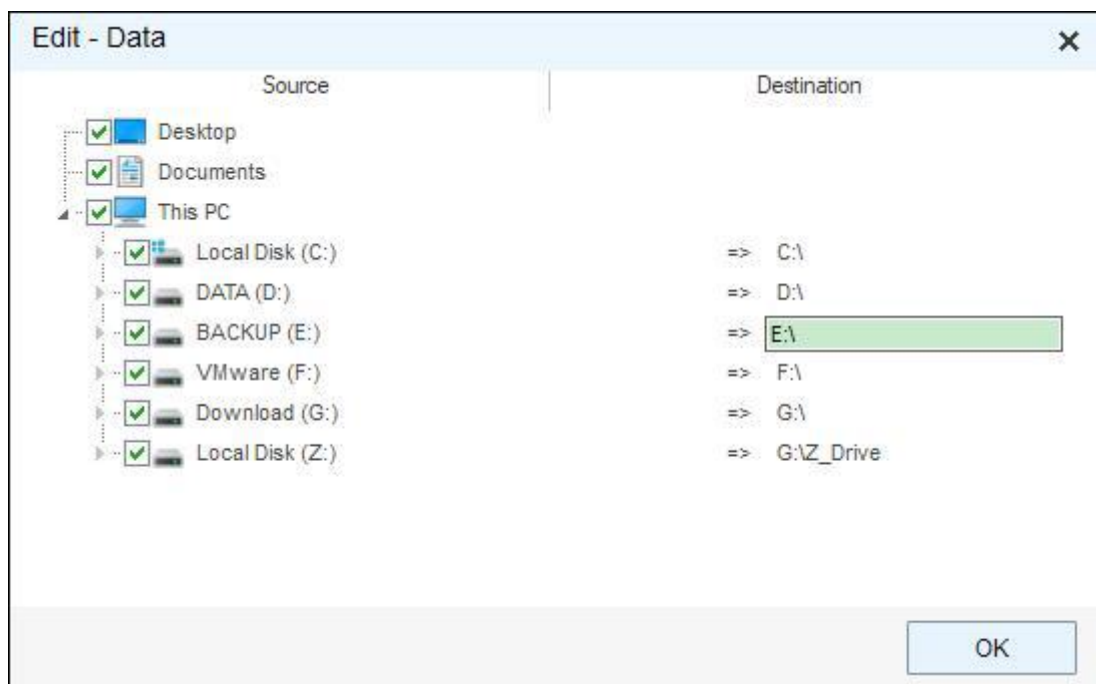 Edit - Data
Source Destination
Desktop
Documents
This PC
Local Disk (C:) => C:\
DATA (D:) => D:\
BACKUP (E:) => E:\
VMware (F:) => F:\
Download (G:) => G:\
Local Disk (Z:) => G:\Z_Drive
OK